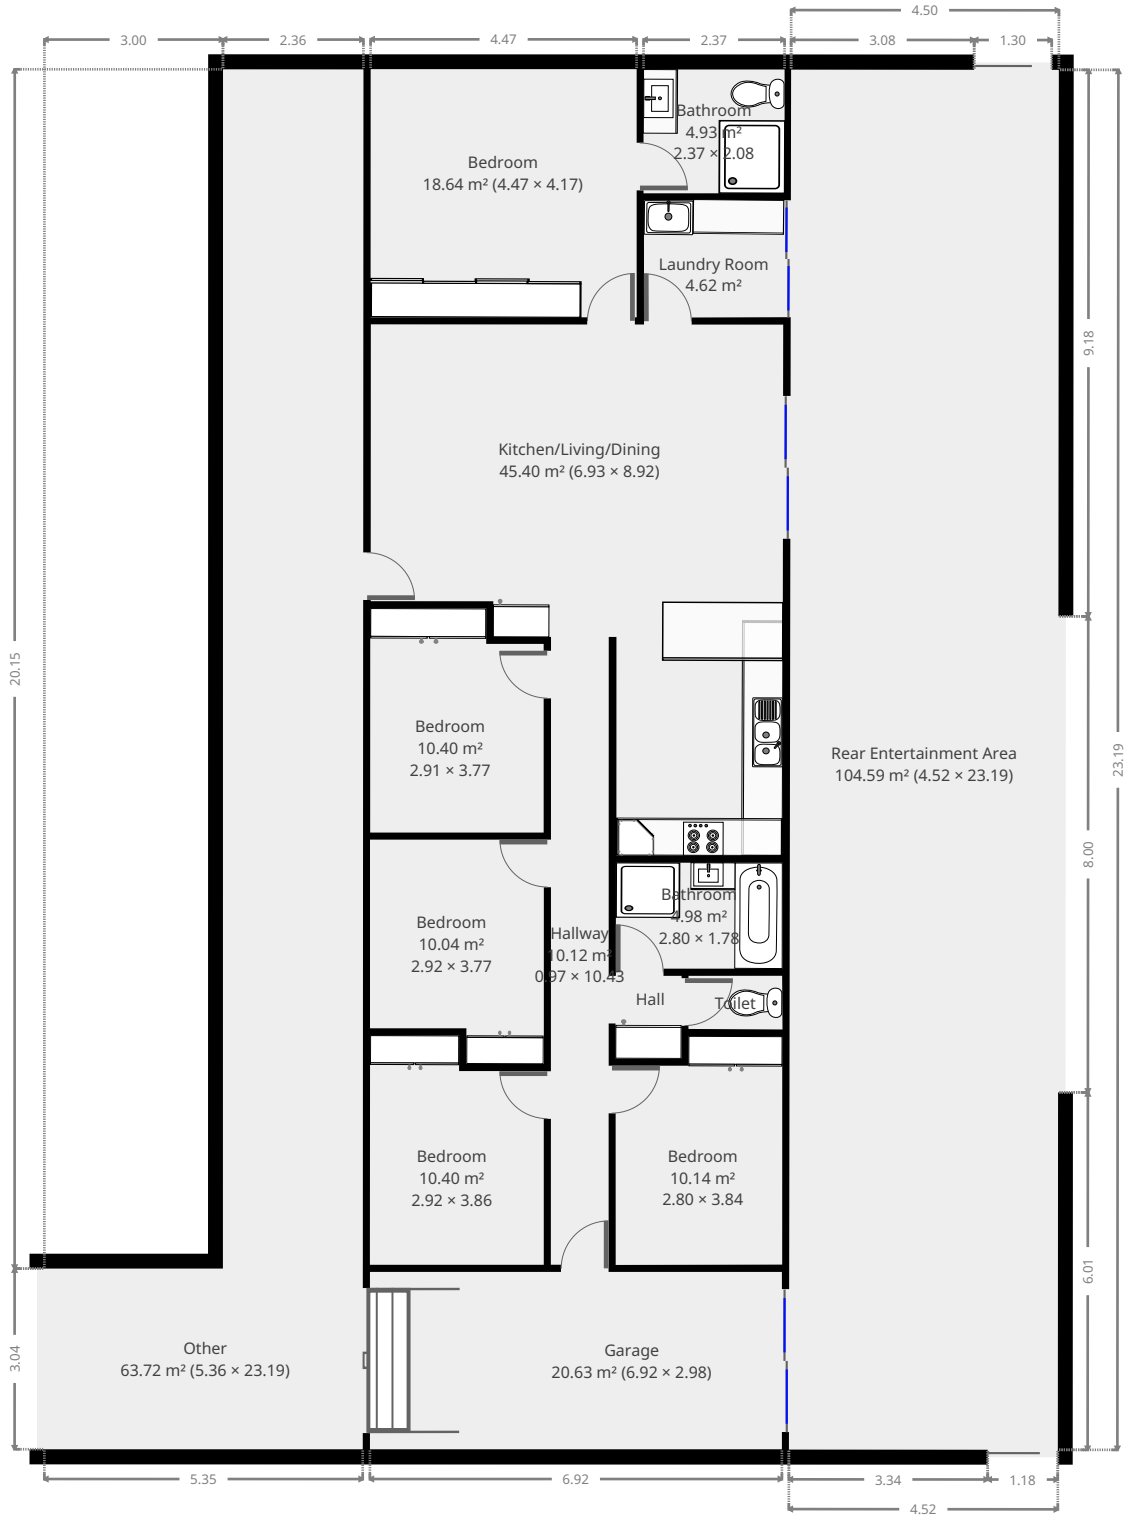 4.50
3.00
2.36
4.47
2.37
3.08
1.30
Bathroom
4.93 m²
2.37 × 2.08
Bedroom
18.64 m² (4.47 × 4.17)
Laundry Room
4.62 m²
9.18
Kitchen/Living/Dining
45.40 m² (6.93 × 8.92)
20.15
23.19
Bedroom
10.40 m²
2.91 × 3.77
Rear Entertainment Area
104.59 m² (4.52 × 23.19)
8.00
Bathroom
4.98 m²
2.80 × 1.78
Bedroom
10.04 m²
2.92 × 3.77
Hallway
10.12 m²
0.97 × 10.43
Hall
Toilet
Bedroom
10.40 m²
2.92 × 3.86
Bedroom
10.14 m²
2.80 × 3.84
6.01
3.04
Other
63.72 m² (5.36 × 23.19)
Garage
20.63 m² (6.92 × 2.98)
5.35
6.92
3.34
1.18
4.52